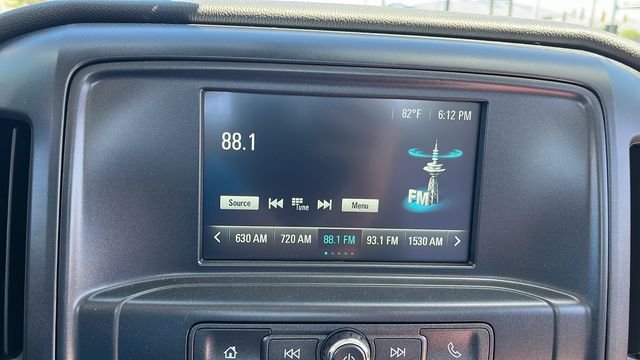 82°F 6:12 PM
88.1
FM
Source Tune Menu
630 AM 720 AM 88.1 FM 93.1 FM 1530 AM